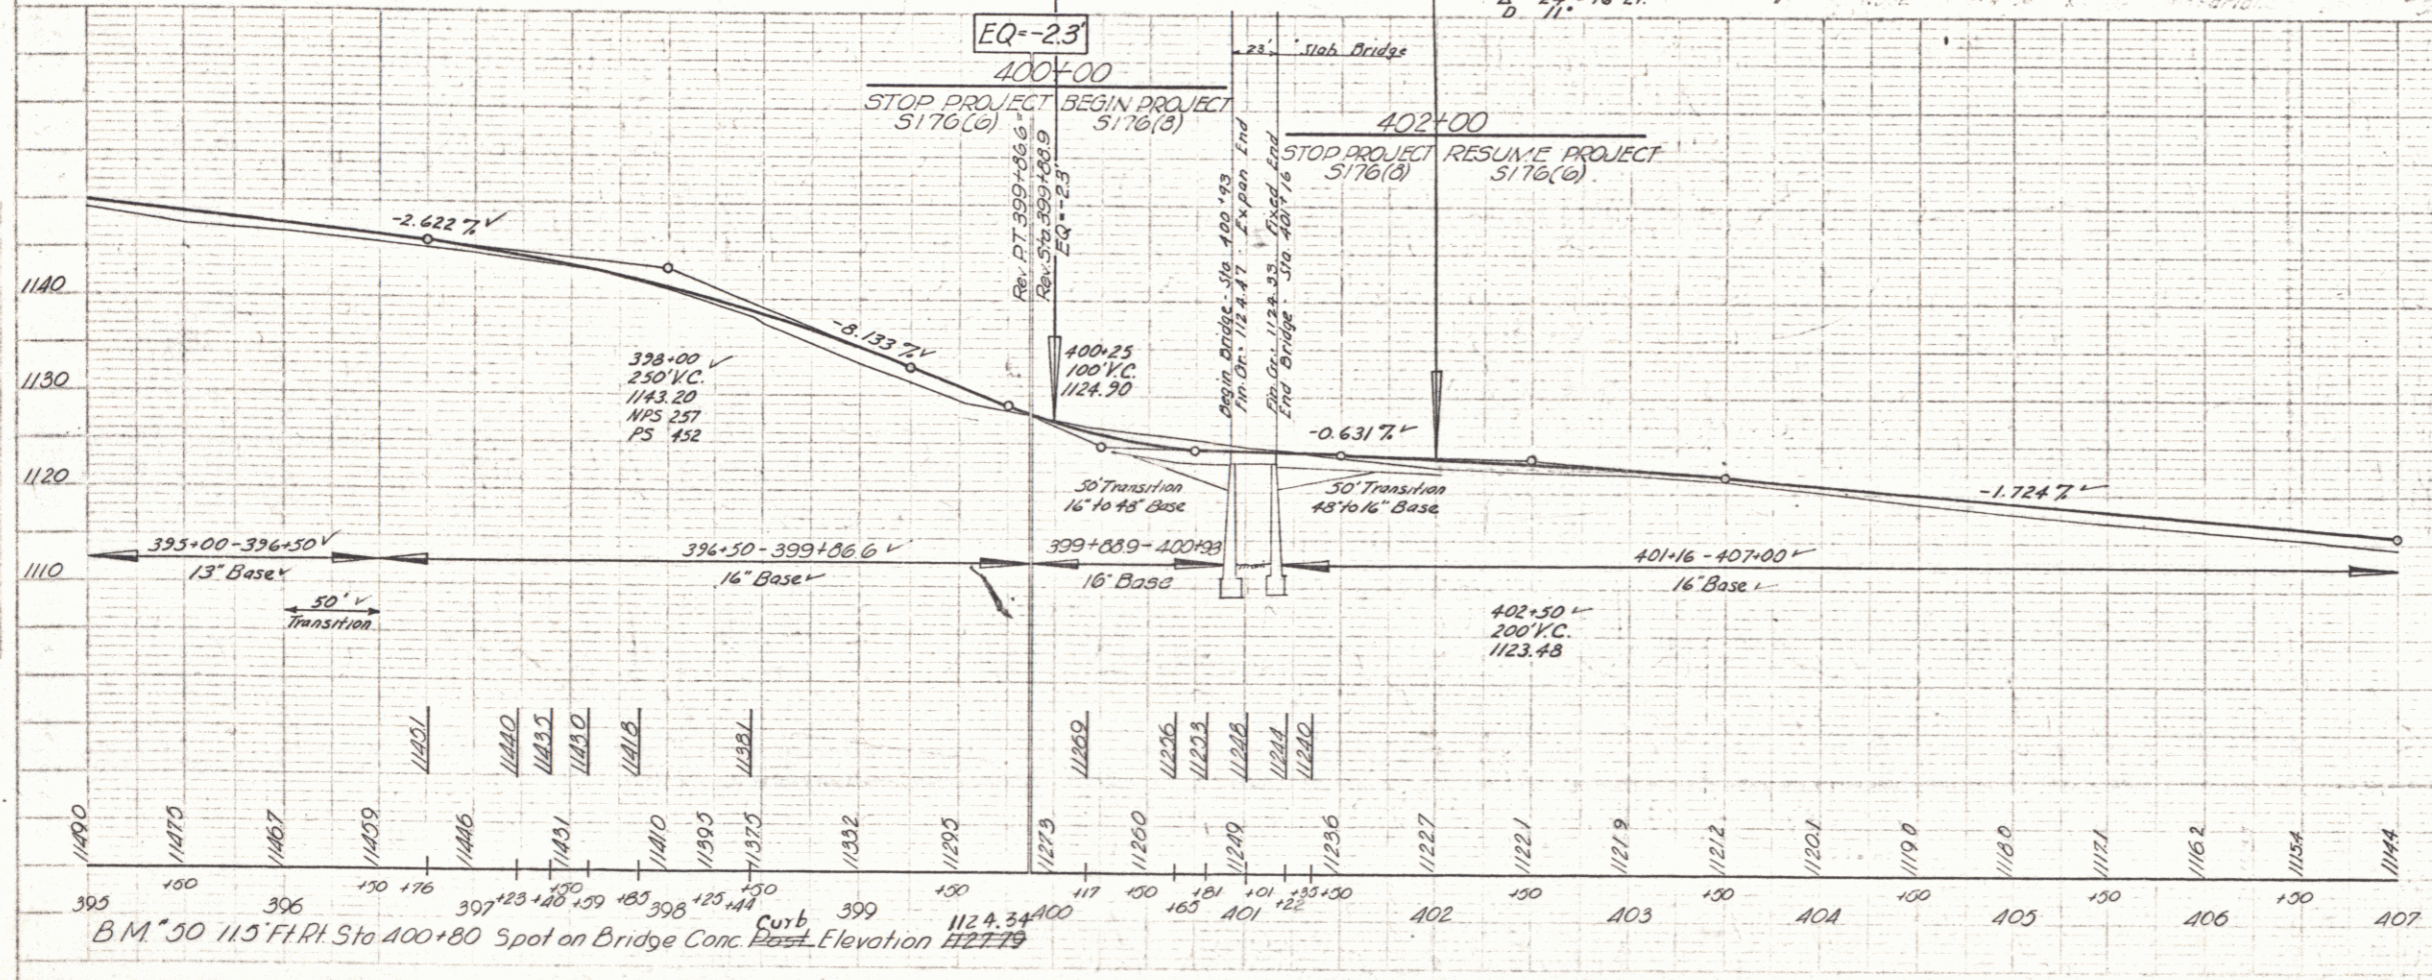 D 11°
EQ=-2.3'
23' Slab Bridge
400+00
STOP PROJECT BEGIN PROJECT
S176(6) S176(8)
402+00
STOP PROJECT RESUME PROJECT
S176(8) S176(6)
Rev. P.T. 399+86.6=
Rev. Sta. 399+88.9
EQ=-2.3'
Begin Bridge - Sta 400+93
Fin. Gr. = 1124.47 - Expan End
Fin. Gr. 1124.33 Fixed End
End Bridge - Sta 401+16
-2.622%✓
-8.133%✓
-0.631%✓
-1.724%✓
1140
1130
1120
1110
398+00 ✓
250' V.C.
1143.20
NPS 257
PS 452
400+25
100' V.C.
1124.90
50' Transition
16" to 48" Base
50' Transition
48" to 16" Base
395+00-396+50✓
13" Base✓
50' ✓
Transition
396+50-399+86.6✓
16" Base✓
399+88.9-400+93
16" Base
401+16-407+00✓
16" Base✓
402+50✓
200' V.C.
1123.48
1145.1 1144.0 1143.5 1143.0 1141.8 1138.1 1126.9 1125.6 1125.3 1124.8 1124.4 1124.0
1149.0 1147.5 1146.7 1145.9 1144.6 1143.1 1141.0 1139.5 1137.5 1133.2 1129.5 1127.3 1126.0 1124.9 1123.6 1122.7 1122.1 1121.9 1121.2 1120.1 1119.0 1118.0 1117.1 1116.2 1115.4 1114.4
395 +50 396 +50 +76 397 +23 +40 +50 +59 +85 398 +25 +44 +50 399 +50 400 +17 +50 +65 +81 401 +01 +22 +35 +50 402 +50 403 +50 404 +50 405 +50 406 +50 407
B.M. #50 11.5 Ft. Rt. Sta 400+80 Spot on Bridge Conc. Post Curb Elevation 1127.79 1124.34